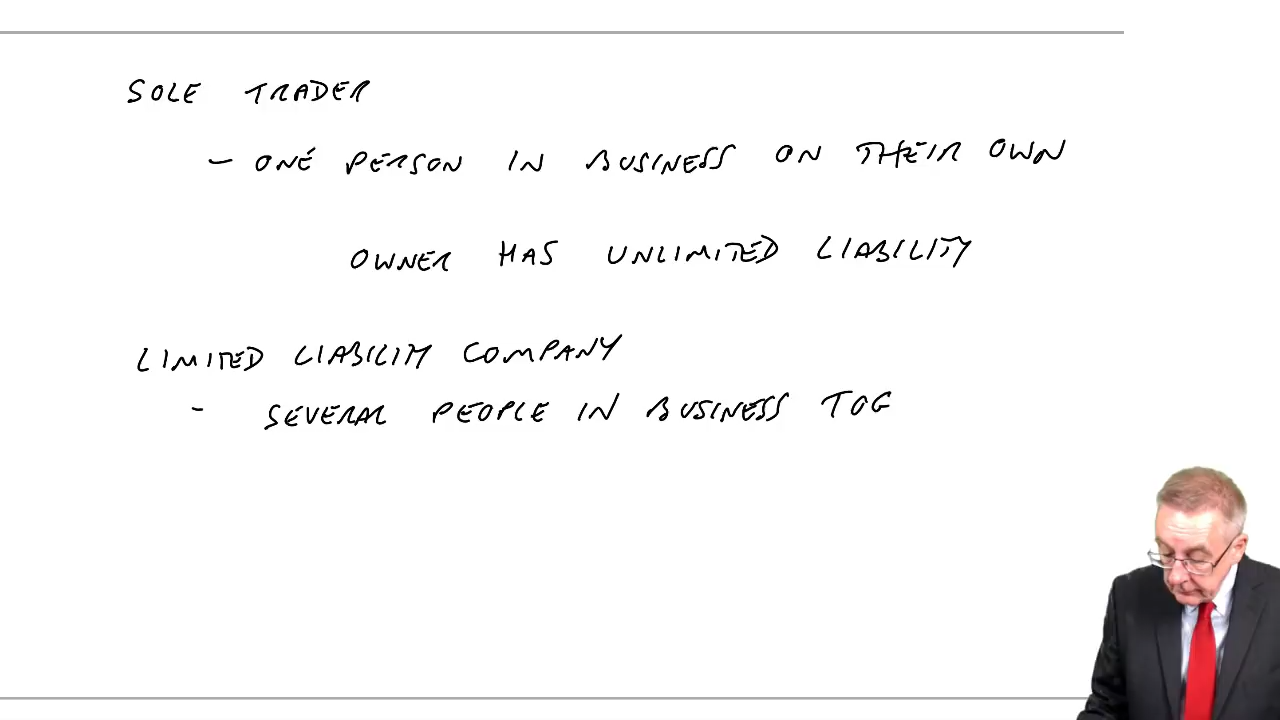 SOLE TRADER
- ONE PERSON IN BUSINESS ON THEIR OWN
OWNER HAS UNLIMITED LIABILITY
LIMITED LIABILITY COMPANY
- SEVERAL PEOPLE IN BUSINESS TOG